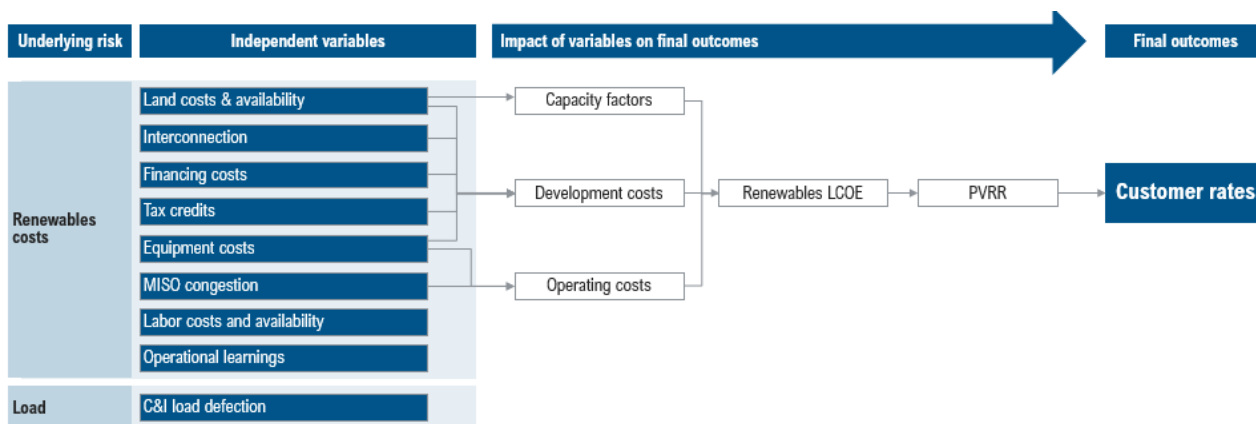 Underlying risk
Independent variables
Impact of variables on final outcomes
Final outcomes
Renewables
costs
Land costs & availability
Interconnection
Financing costs
Tax credits
Equipment costs
MISO congestion
Labor costs and availability
Operational learnings
Capacity factors
Development costs
Operating costs
Renewables LCOE
PVRR
Customer rates
Load
C&I load defection